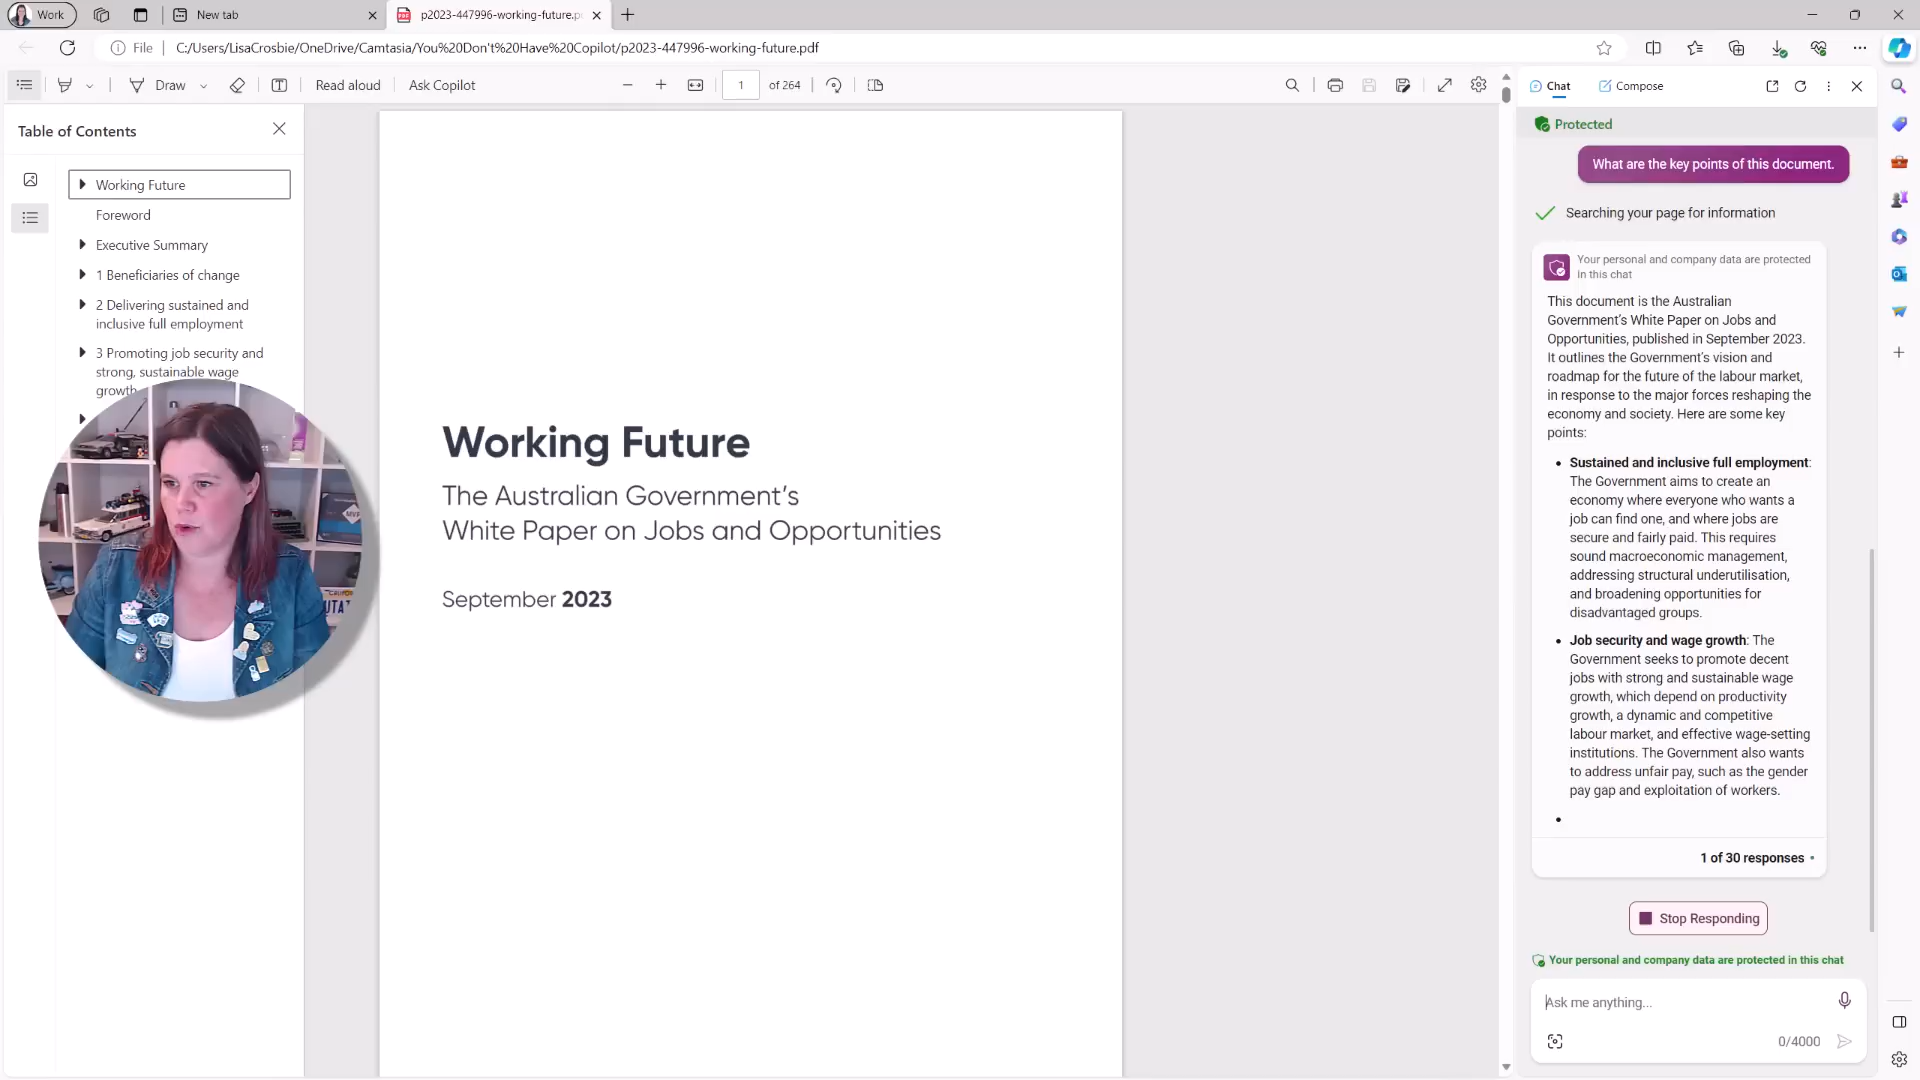 Work
New tab
p2023-447996-working-future.p
File
C:/Users/LisaCrosbie/OneDrive/Camtasia/You%20Don't%20Have%20Copilot/p2023-447996-working-future.pdf
Draw
Read aloud
Ask Copilot
1
of 264
Table of Contents
Working Future
Foreword
Executive Summary
1 Beneficiaries of change
2 Delivering sustained and
inclusive full employment
3 Promoting job security and
strong, sustainable wage
growth
Working Future
The Australian Government's
White Paper on Jobs and Opportunities
September 2023
Chat
Compose
Protected
What are the key points of this document.
Searching your page for information
Your personal and company data are protected
in this chat
This document is the Australian
Government's White Paper on Jobs and
Opportunities, published in September 2023.
It outlines the Government's vision and
roadmap for the future of the labour market,
in response to the major forces reshaping the
economy and society. Here are some key
points:
• Sustained and inclusive full employment:
The Government aims to create an
economy where everyone who wants a
job can find one, and where jobs are
secure and fairly paid. This requires
sound macroeconomic management,
addressing structural underutilisation,
and broadening opportunities for
disadvantaged groups.
• Job security and wage growth: The
Government seeks to promote decent
jobs with strong and sustainable wage
growth, which depend on productivity
growth, a dynamic and competitive
labour market, and effective wage-setting
institutions. The Government also wants
to address unfair pay, such as the gender
pay gap and exploitation of workers.
•
1 of 30 responses
Stop Responding
Your personal and company data are protected in this chat
Ask me anything...
0/4000